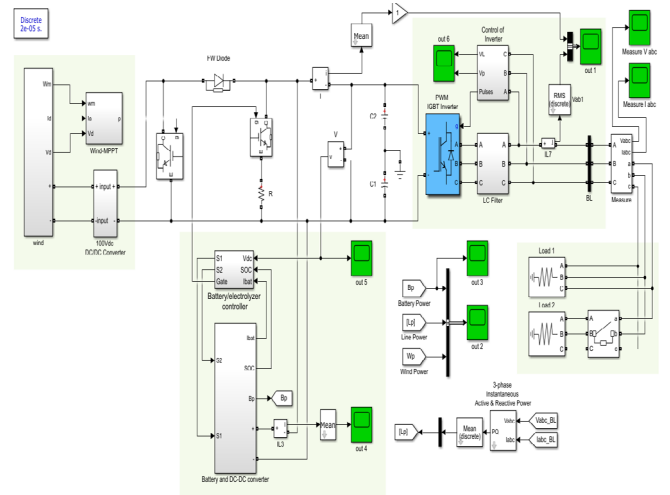 Discrete
2e-05 s.
Wm
Id
Vd
+
-
wind
wm
Ia
Vd
p
Wind-MPPT
+ input
+
-input
-
100Vdc
DC/DC Converter
FW Diode
R
Mean
1
I
V
C2
C1
out 6
Control of
Inverter
VL
Vo
Pulses
A
B
C
PWM
IGBT Inverter
g
A
B
C
A
B
C
A
B
C
LC Filter
IL7
RMS
(discrete)
Vab1
out 1
BL
A
B
C
Vabc
Iabc
a
b
c
Measure
Measure V abc
Measure I abc
Load 1
A
B
C
Load 2
A
B
C
A
B
C
a
b
c
S1
S2
Gate
Vdc
SOC
Ibat
Battery/electrolyzer
controller
out 5
S2
S1
Ibat
SOC
Bp
+
-
Bp
IL3
Mean
out 4
Battery and DC-DC converter
Bp
Battery Power
[Lp]
Line Power
Wp
Wind Power
out 3
out 2
3-phase
Instantaneous
Active & Reactive Power
[Lp]
Mean
(discrete)
PQ
Vabc
Iabc
Vabc_BL
Iabc_BL